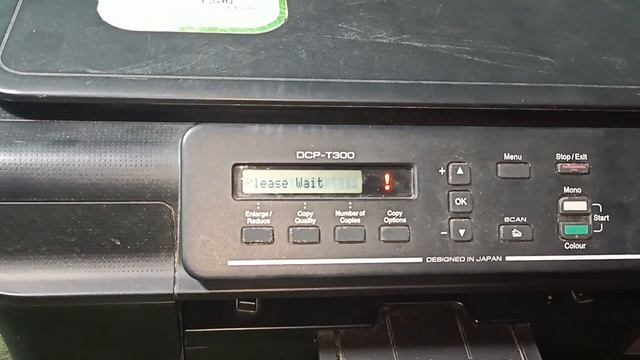 DCP-T300
Please Wait
!
Menu
Stop/Exit
+
OK
-
Enlarge/
Reduce
Copy
Quality
Number of
Copies
Copy
Options
SCAN
Mono
Start
Colour
DESIGNED IN JAPAN